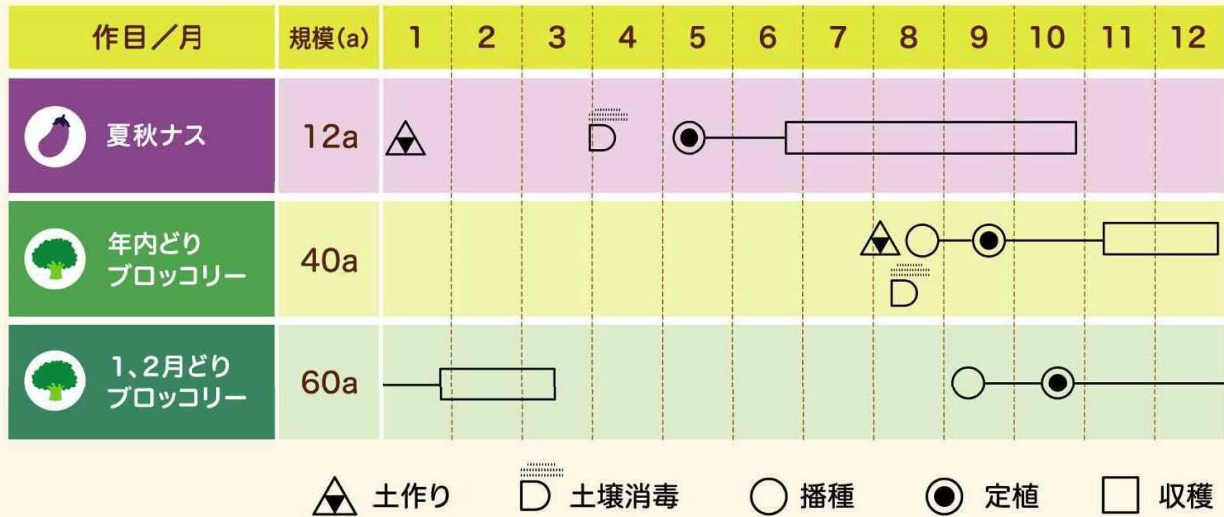 作目／月 規模(a) 1 2 3 4 5 6 7 8 9 10 11 12
夏秋ナス 12a
年内どり
ブロッコリー 40a
1、2月どり
ブロッコリー 60a
土作り 土壌消毒 播種 定植 収穫